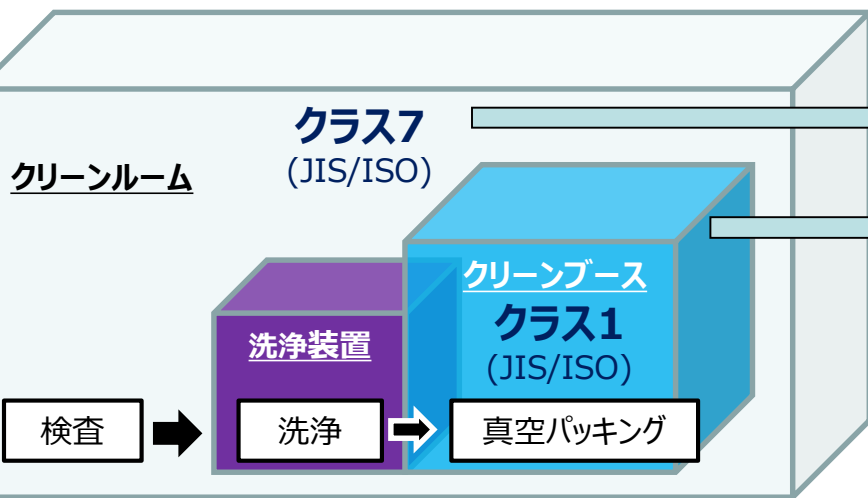 クラス7
(JIS/ISO)
クリーンルーム
クリーンブース
クラス1
(JIS/ISO)
洗浄装置
検査
洗浄
真空パッキング